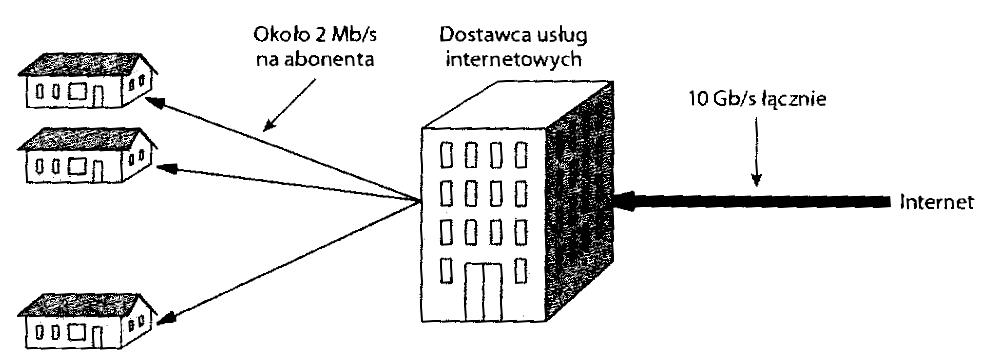 Około 2 Mb/s
na abonenta
Dostawca usług
internetowych
10 Gb/s łącznie
Internet